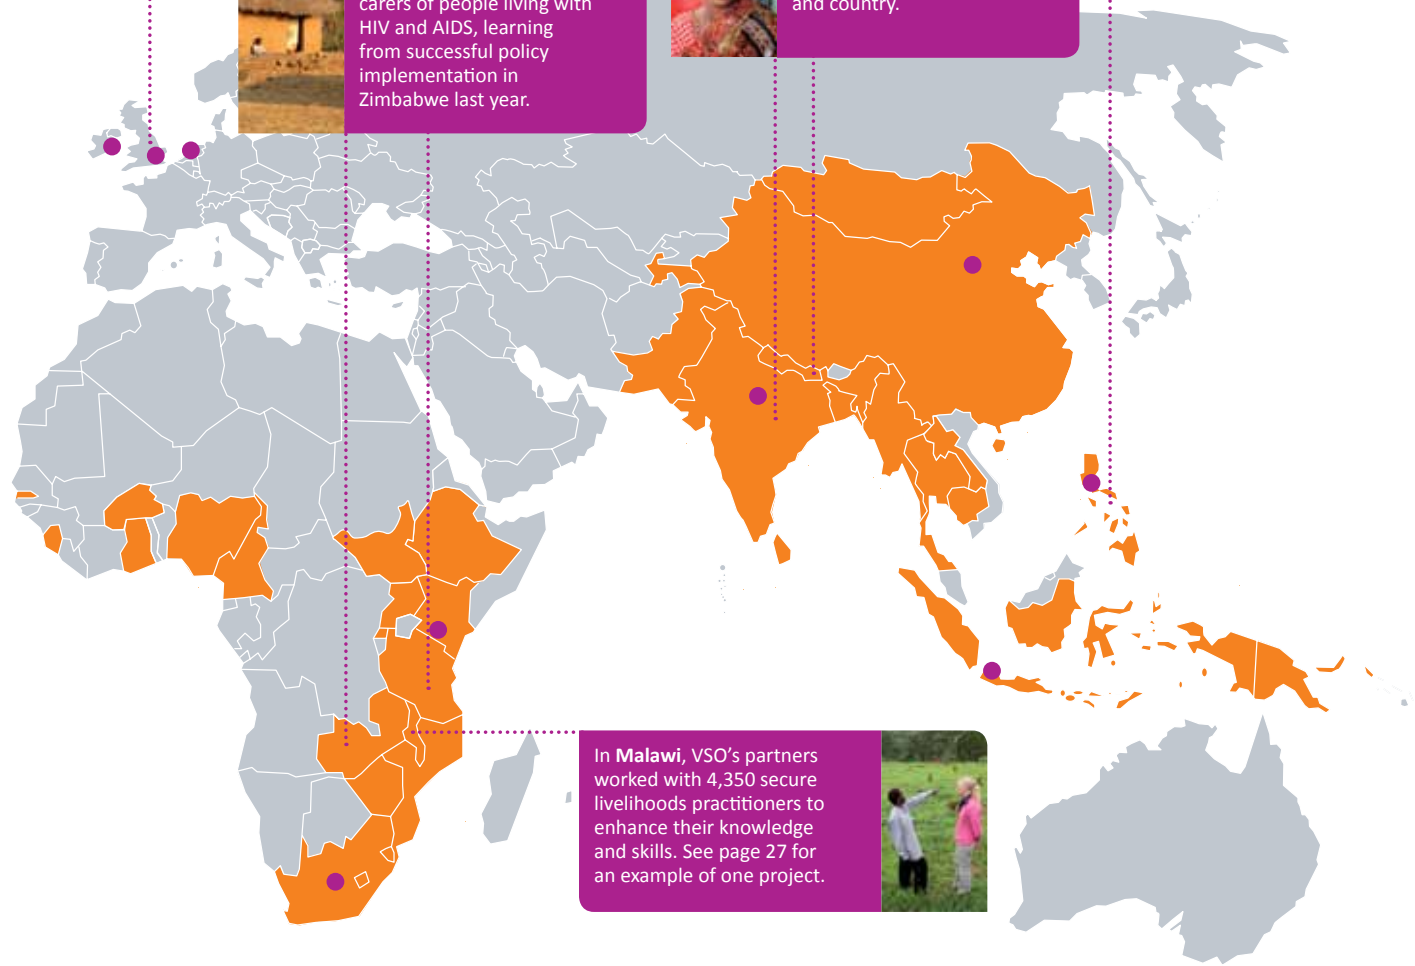 carers of people living with
HIV and AIDS, learning
from successful policy
implementation in
Zimbabwe last year.
and country.
In Malawi, VSO's partners
worked with 4,350 secure
livelihoods practitioners to
enhance their knowledge
and skills. See page 27 for
an example of one project.